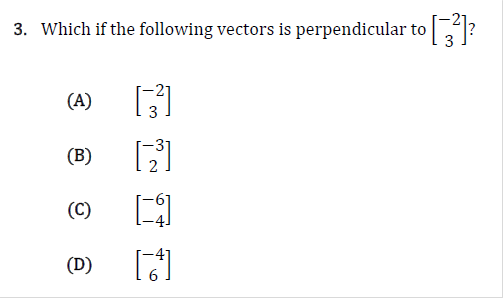 3. Which if the following vectors is perpendicular to [−2 3]?
(A) [−2 3]
(B) [−3 2]
(C) [−6 −4]
(D) [−4 6]